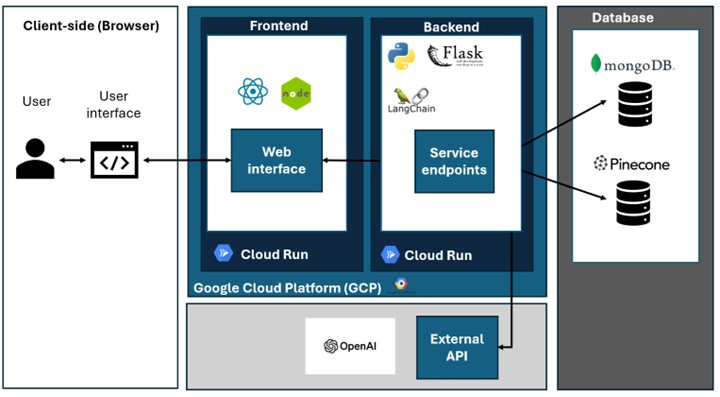 Client-side (Browser)
User
User
interface
</>
Frontend
node
Web
interface
Cloud Run
Backend
Flask
LangChain
Service
endpoints
Cloud Run
Google Cloud Platform (GCP)
OpenAI
External
API
Database
mongoDB.
Pinecone